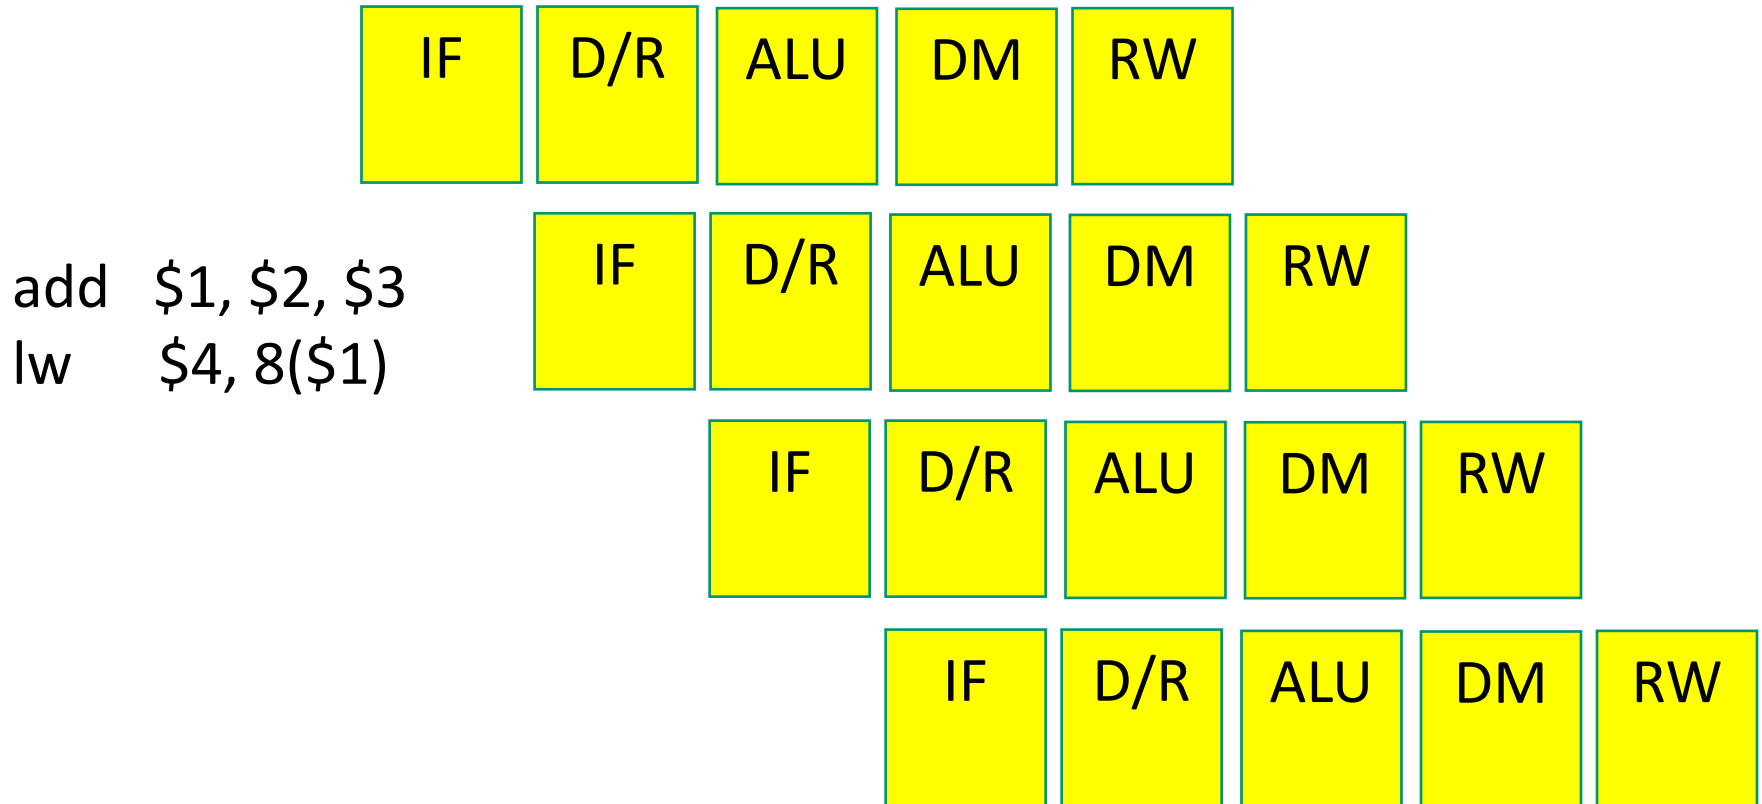 IF D/R ALU DM RW
IF D/R ALU DM RW
add $1, $2, $3
lw $4, 8($1)
IF D/R ALU DM RW
IF D/R ALU DM RW